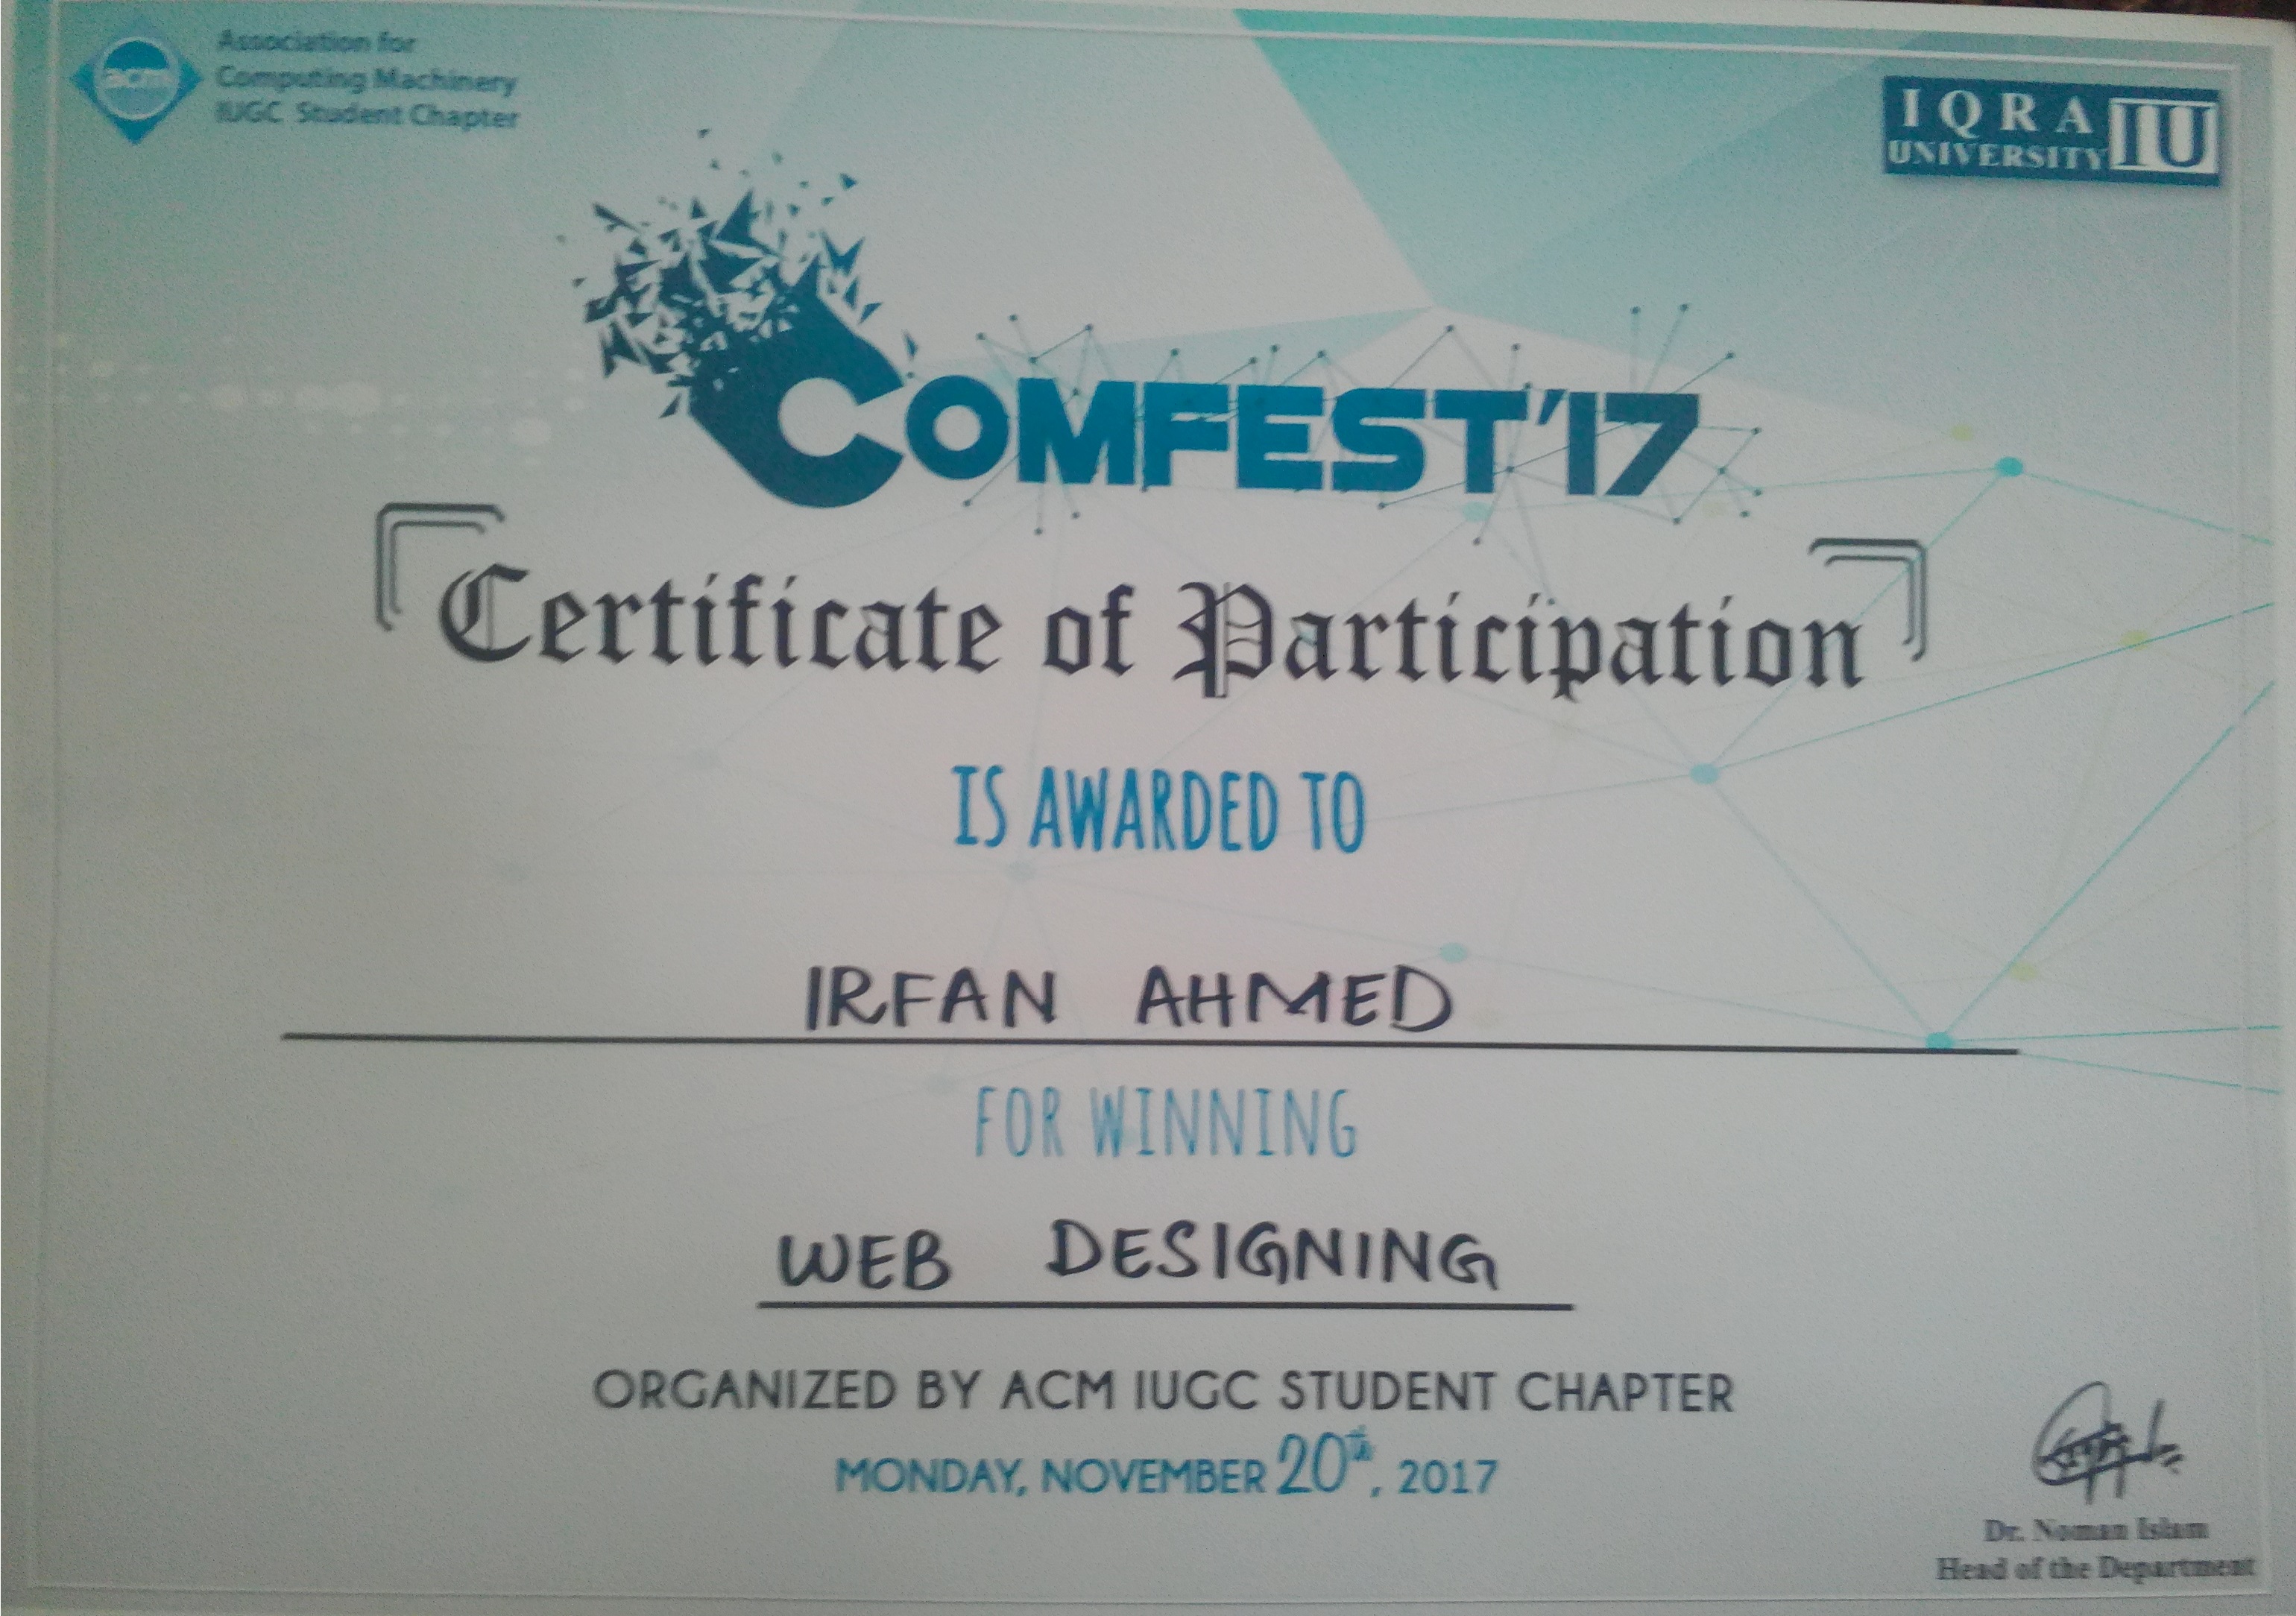 acm
Association for
Computing Machinery
IUGC Student Chapter
IQRA
UNIVERSITY
IU
COMFEST'17
Certificate of Participation
IS AWARDED TO
IRFAN AHMED
FOR WINNING
WEB DESIGNING
ORGANIZED BY ACM IUGC STUDENT CHAPTER
MONDAY, NOVEMBER 20th, 2017
Dr. Noman Islam
Head of the Department